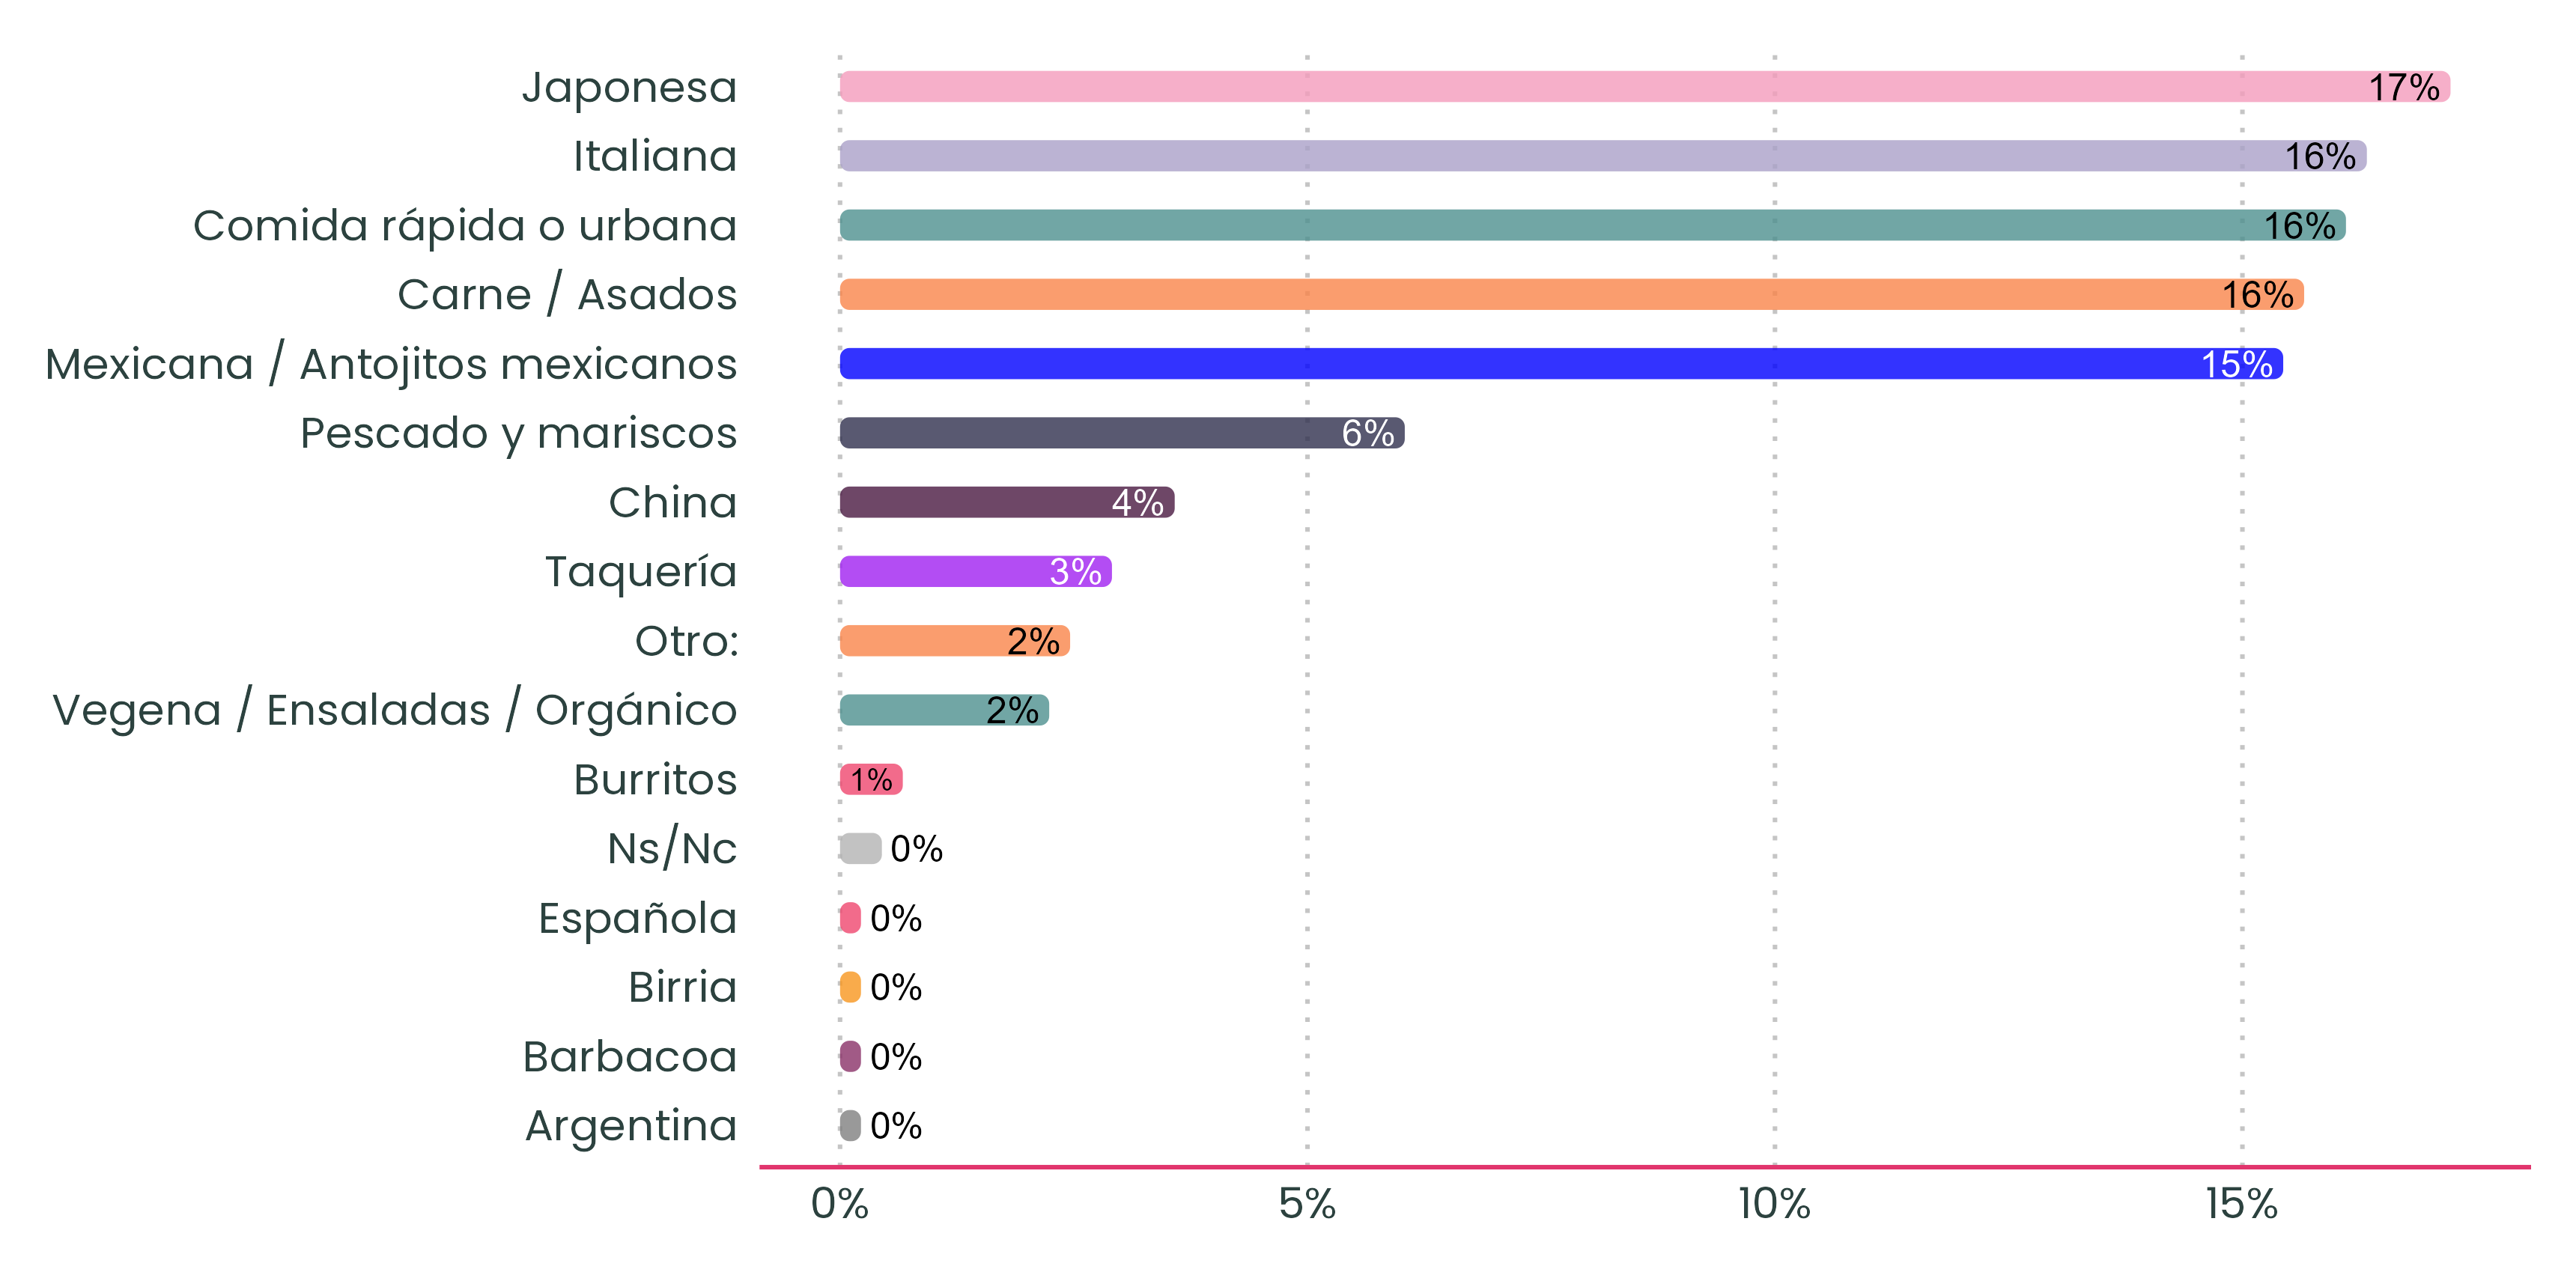 Japonesa 17%
Italiana 16%
Comida rápida o urbana 16%
Carne / Asados 16%
Mexicana / Antojitos mexicanos 15%
Pescado y mariscos 6%
China 4%
Taquería 3%
Otro: 2%
Vegena / Ensaladas / Orgánico 2%
Burritos 1%
Ns/Nc 0%
Española 0%
Birria 0%
Barbacoa 0%
Argentina 0%
0% 5% 10% 15%